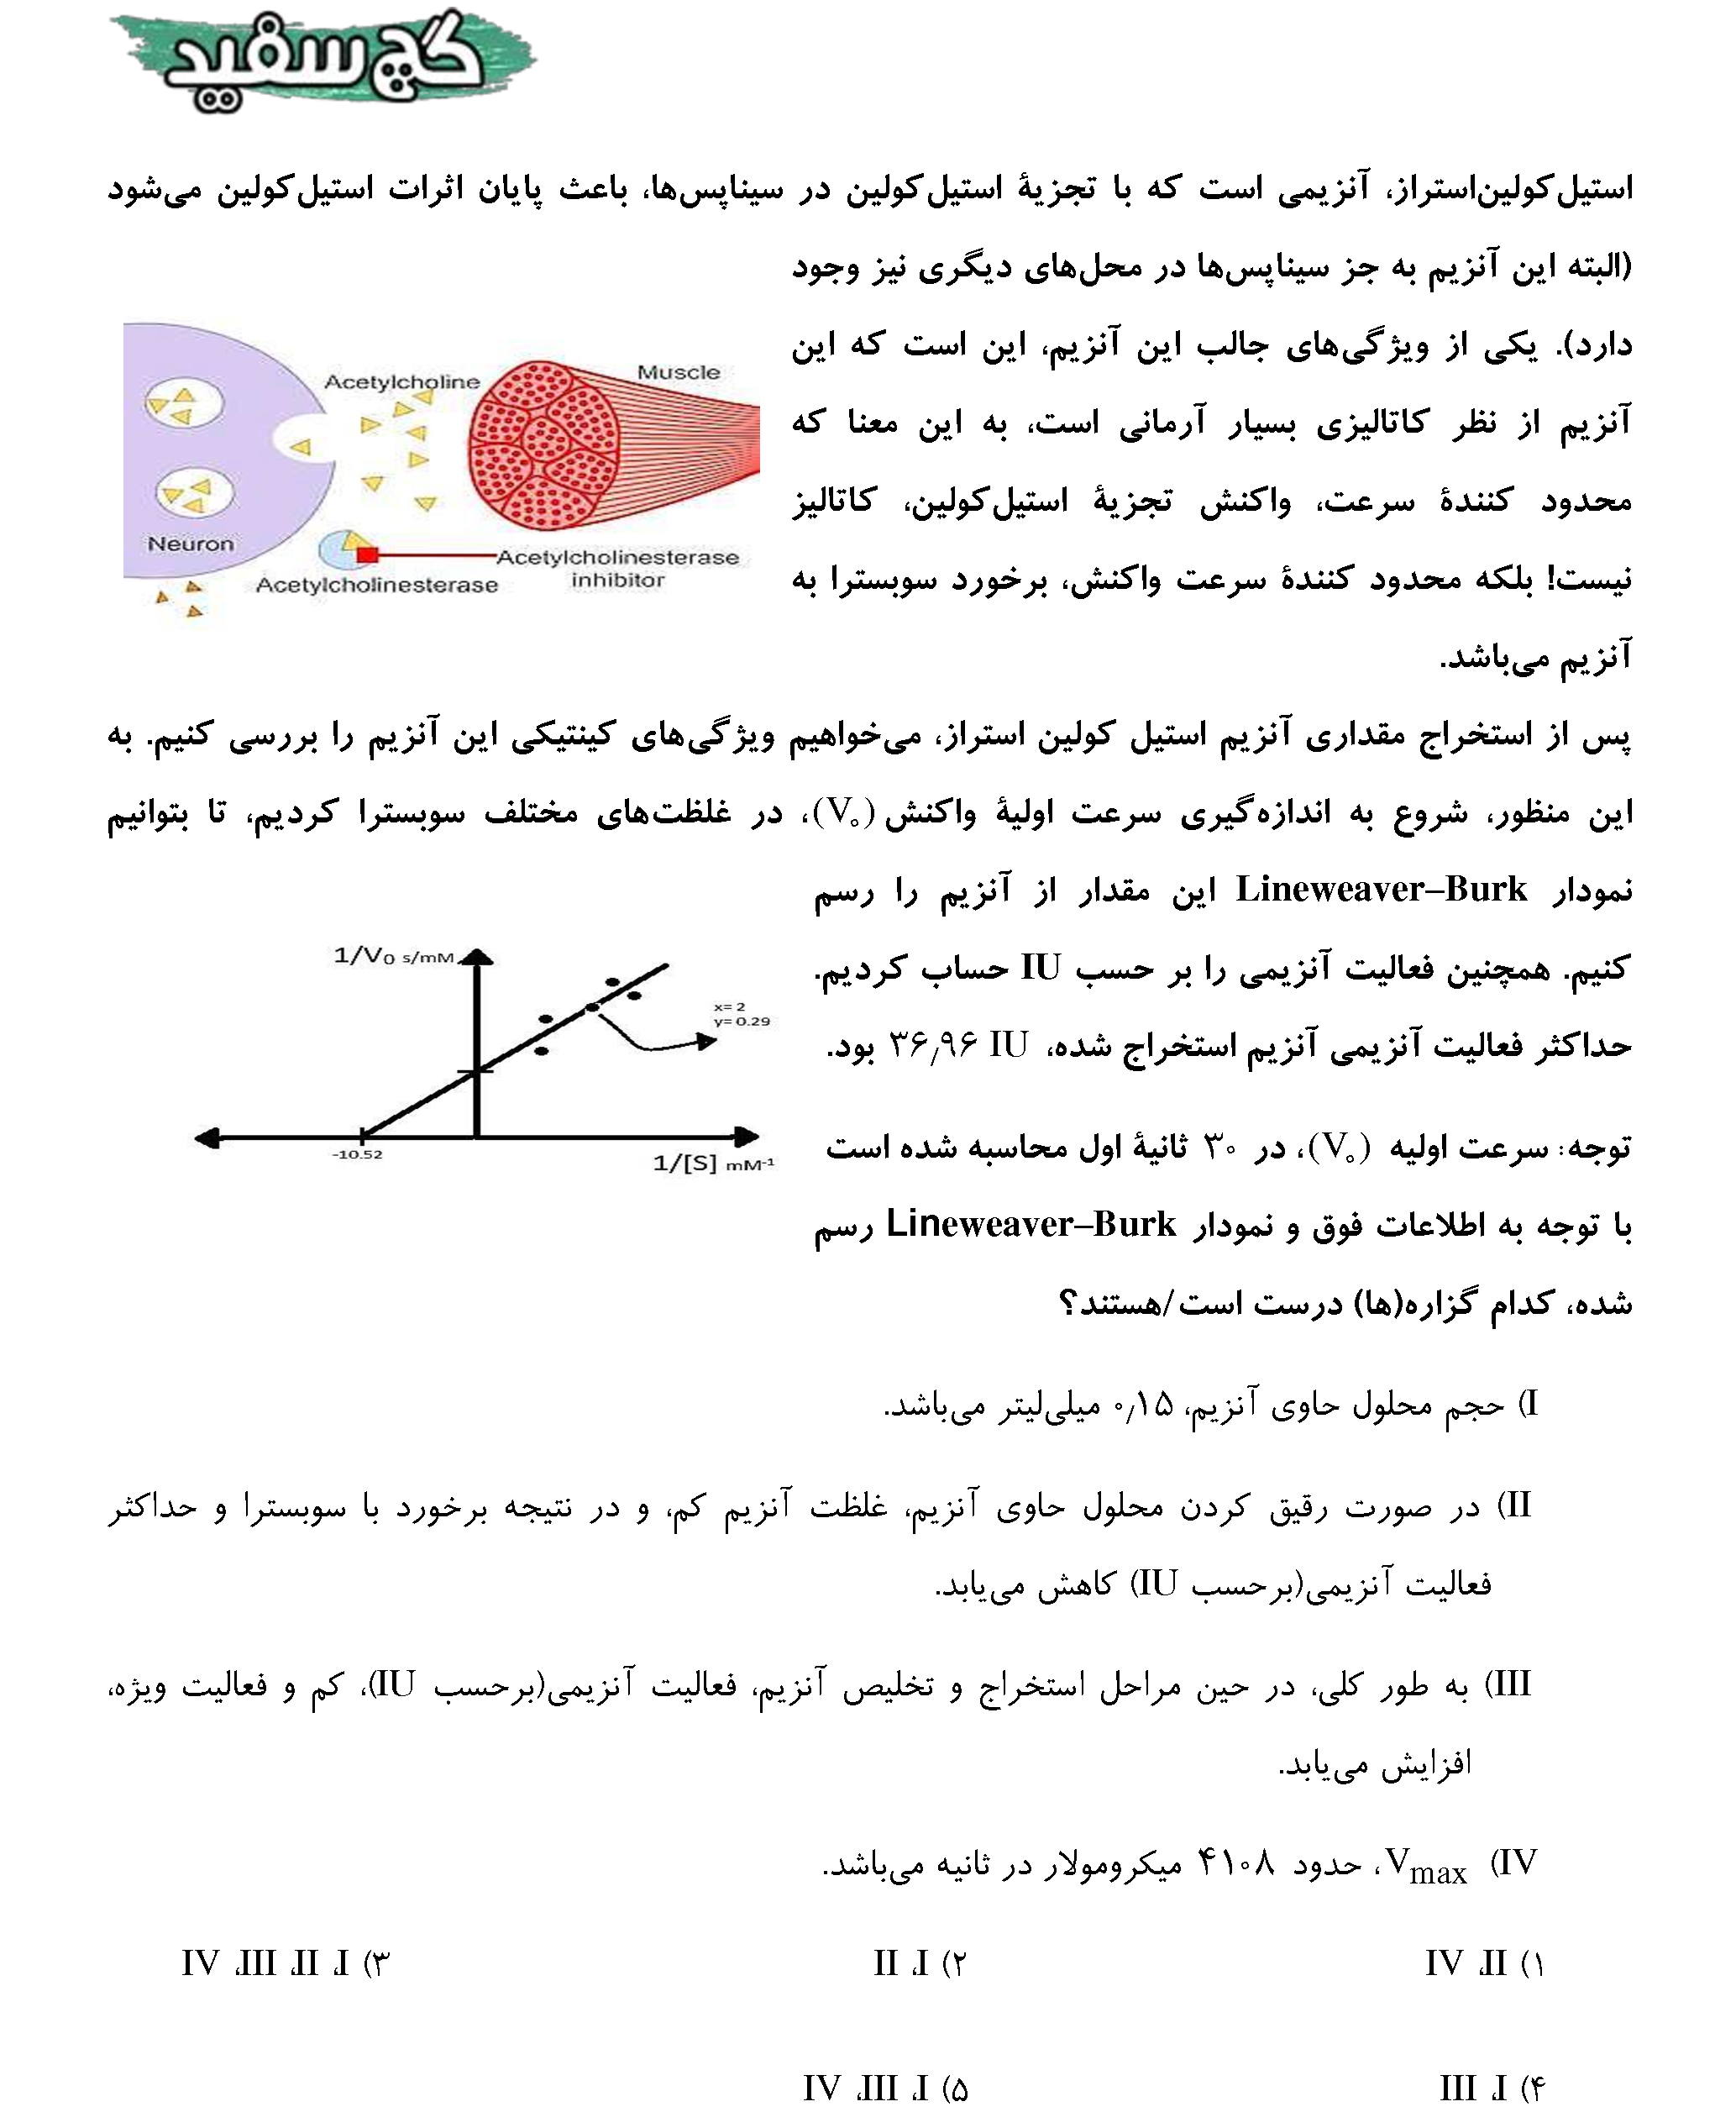 گچ سفید
استیل‌کولین‌استراز، آنزیمی است که با تجزیهٔ استیل‌کولین در سیناپس‌ها، باعث پایان اثرات استیل‌کولین می‌شود
(البته این آنزیم به جز سیناپس‌ها در محل‌های دیگری نیز وجود
دارد). یکی از ویژگی‌های جالب این آنزیم، این است که این
آنزیم از نظر کاتالیزی بسیار آرمانی است، به این معنا که
محدود کنندهٔ سرعت، واکنش تجزیهٔ استیل‌کولین، کاتالیز
نیست! بلکه محدود کنندهٔ سرعت واکنش، برخورد سوبسترا به
آنزیم می‌باشد.
Acetylcholine
Muscle
Neuron
Acetylcholinesterase
Acetylcholinesterase
inhibitor
پس از استخراج مقداری آنزیم استیل کولین استراز، می‌خواهیم ویژگی‌های کینتیکی این آنزیم را بررسی کنیم. به
این منظور، شروع به اندازه‌گیری سرعت اولیهٔ واکنش (V₀)، در غلظت‌های مختلف سوبسترا کردیم، تا بتوانیم
نمودار Lineweaver–Burk این مقدار از آنزیم را رسم
کنیم. همچنین فعالیت آنزیمی را بر حسب IU حساب کردیم.
حداکثر فعالیت آنزیمی آنزیم استخراج شده، ۳۶٫۹۶ IU بود.
توجه: سرعت اولیه (V₀)، در ۳۰ ثانیهٔ اول محاسبه شده است
با توجه به اطلاعات فوق و نمودار Lineweaver–Burk رسم
شده، کدام گزاره(ها) درست است/هستند؟
1/V₀ s/mM
x= 2
y= 0.29
-10.52
1/[S] mM⁻¹
I) حجم محلول حاوی آنزیم، ۰٫۱۵ میلی‌لیتر می‌باشد.
II) در صورت رقیق کردن محلول حاوی آنزیم، غلظت آنزیم کم، و در نتیجه برخورد با سوبسترا و حداکثر
فعالیت آنزیمی(برحسب IU) کاهش می‌یابد.
III) به طور کلی، در حین مراحل استخراج و تخلیص آنزیم، فعالیت آنزیمی(برحسب IU)، کم و فعالیت ویژه،
افزایش می‌یابد.
IV) Vmax، حدود ۴۱۰۸ میکرومولار در ثانیه می‌باشد.
۱) II، IV
۲) I، II
۳) I، II، III، IV
۴) I، III
۵) I، III، IV